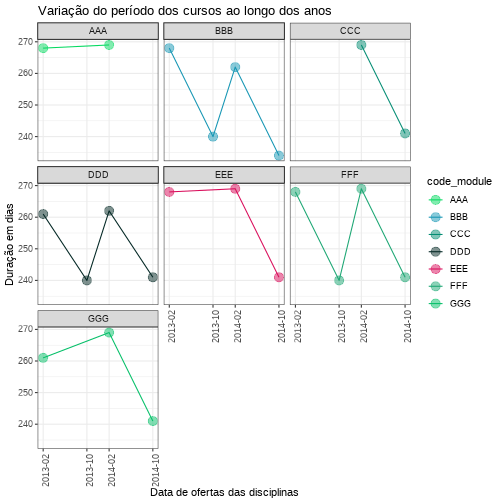 Variação do período dos cursos ao longo dos anos
AAA
BBB
CCC
270
260
250
240
DDD
EEE
FFF
270
260
250
240
GGG
270
260
250
240
2013-02
2013-10
2014-02
2014-10
2013-02
2013-10
2014-02
2014-10
2013-02
2013-10
2014-02
2014-10
Duração em dias
Data de ofertas das disciplinas
code_module
AAA
BBB
CCC
DDD
EEE
FFF
GGG